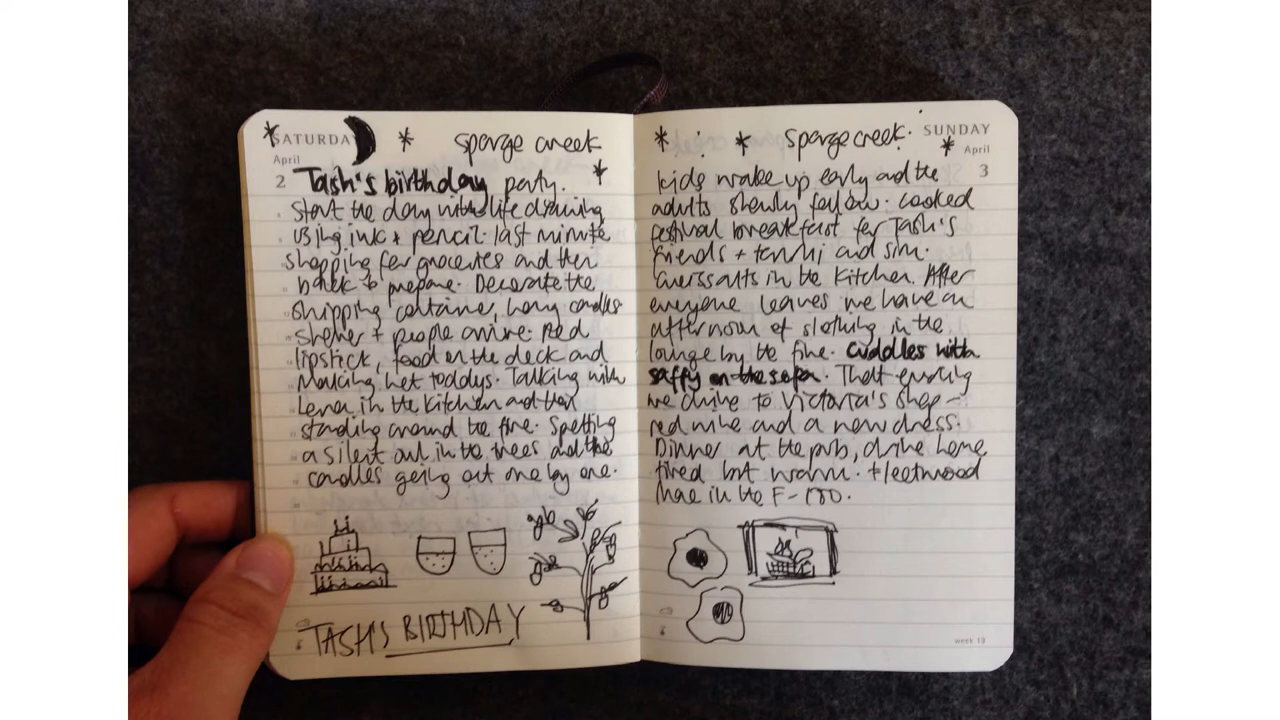 SATURDAY
April
2
sparge creek
Tash's birthday party.
Start the day with life drawing
using ink + pencil. last minute
shopping for groceries and then
back to prepare. Decorate the
shipping container, hang candles.
shower + people arrive. Red
lipstick, food on the deck and
making hot toddys. Talking with
Lena in the kitchen and then
standing around the fire. Spotting
a silent owl in the trees and the
candles going out one by one.
TASH'S BIRTHDAY
sparge creek.
SUNDAY
April
3
kids wake up early and the
adults slowly follow. cooked
festival breakfast for Tash's
friends + and sim.
in the kitchen. After
everyone leaves we have an
afternoon of slothing in the
lounge by the fire. Cuddles with
saffy on the sofa. That evening
we drive to Victoria's shop -
red wine and a new dress.
Dinner at the pub, drive home
tired but warm. Fleetwood
mac in the F-100.
week 13